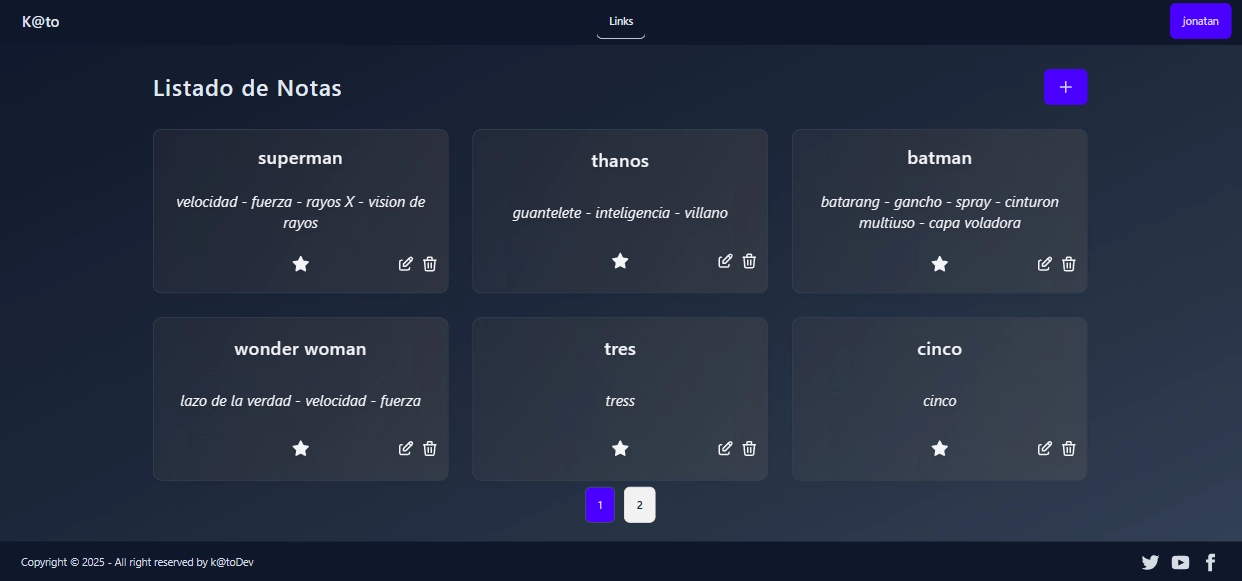 K@to
Links
jonatan
Listado de Notas
+
superman
velocidad - fuerza - rayos X - vision de
rayos
thanos
guantelete - inteligencia - villano
batman
batarang - gancho - spray - cinturon
multiuso - capa voladora
wonder woman
lazo de la verdad - velocidad - fuerza
tres
tress
cinco
cinco
1
2
Copyright © 2025 - All right reserved by k@toDev